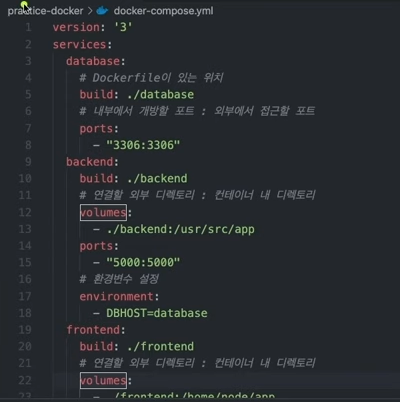 practice-docker > docker-compose.yml
1 version: '3'
2 services:
3 database:
4 # Dockerfile이 있는 위치
5 build: ./database
6 # 내부에서 개방할 포트 : 외부에서 접근할 포트
7 ports:
8 - "3306:3306"
9 backend:
10 build: ./backend
11 # 연결할 외부 디렉토리 : 컨테이너 내 디렉토리
12 volumes:
13 - ./backend:/usr/src/app
14 ports:
15 - "5000:5000"
16 # 환경변수 설정
17 environment:
18 - DBHOST=database
19 frontend:
20 build: ./frontend
21 # 연결할 외부 디렉토리 : 컨테이너 내 디렉토리
22 volumes:
23 - ./frontend:/home/node/app